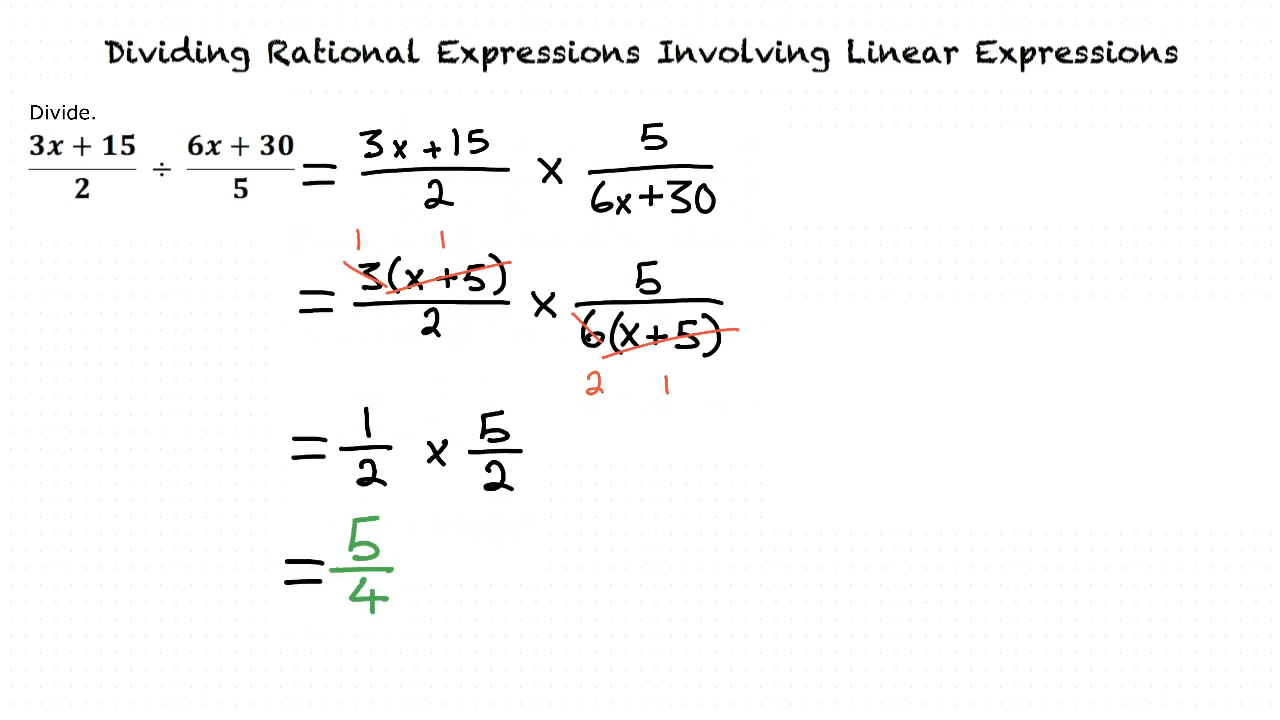 Dividing Rational Expressions Involving Linear Expressions
Divide.
(3x + 15)/2 ÷ (6x + 30)/5 = (3x + 15)/2 × 5/(6x + 30)
1 1
= 3(x + 5)/2 × 5/6(x + 5)
2 1
= 1/2 × 5/2
= 5/4